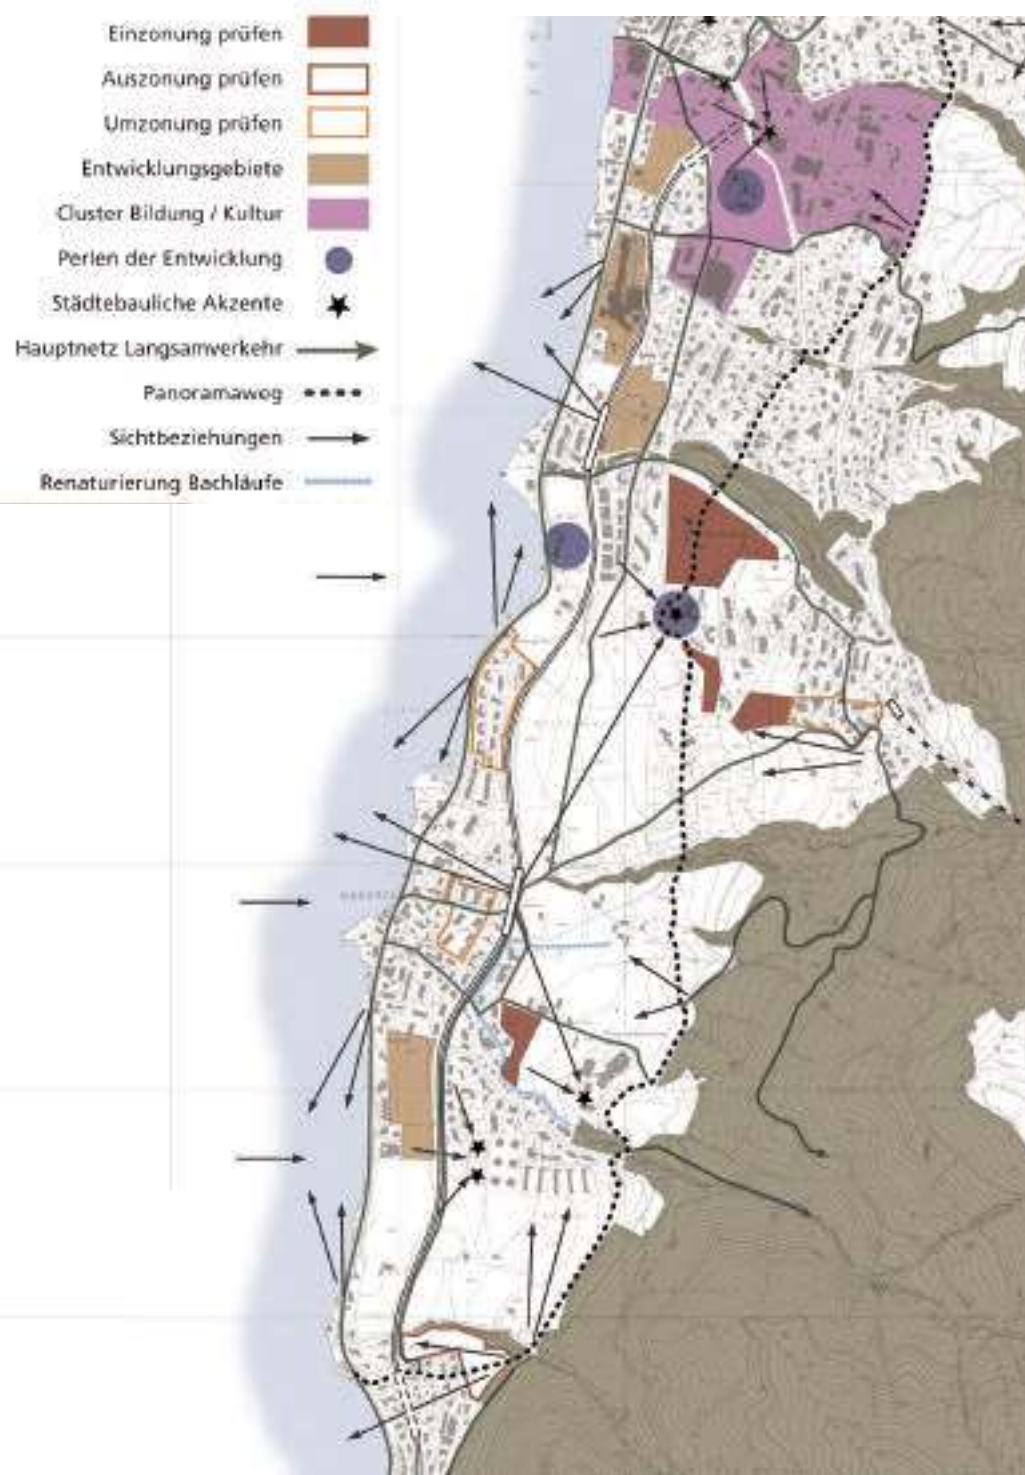 Einzonung prüfen
Auszonung prüfen
Umzonung prüfen
Entwicklungsgebiete
Cluster Bildung / Kultur
Perlen der Entwicklung
Städtebauliche Akzente
Hauptnetz Langsamverkehr
Panoramaweg
Sichtbeziehungen
Renaturierung Bachläufe